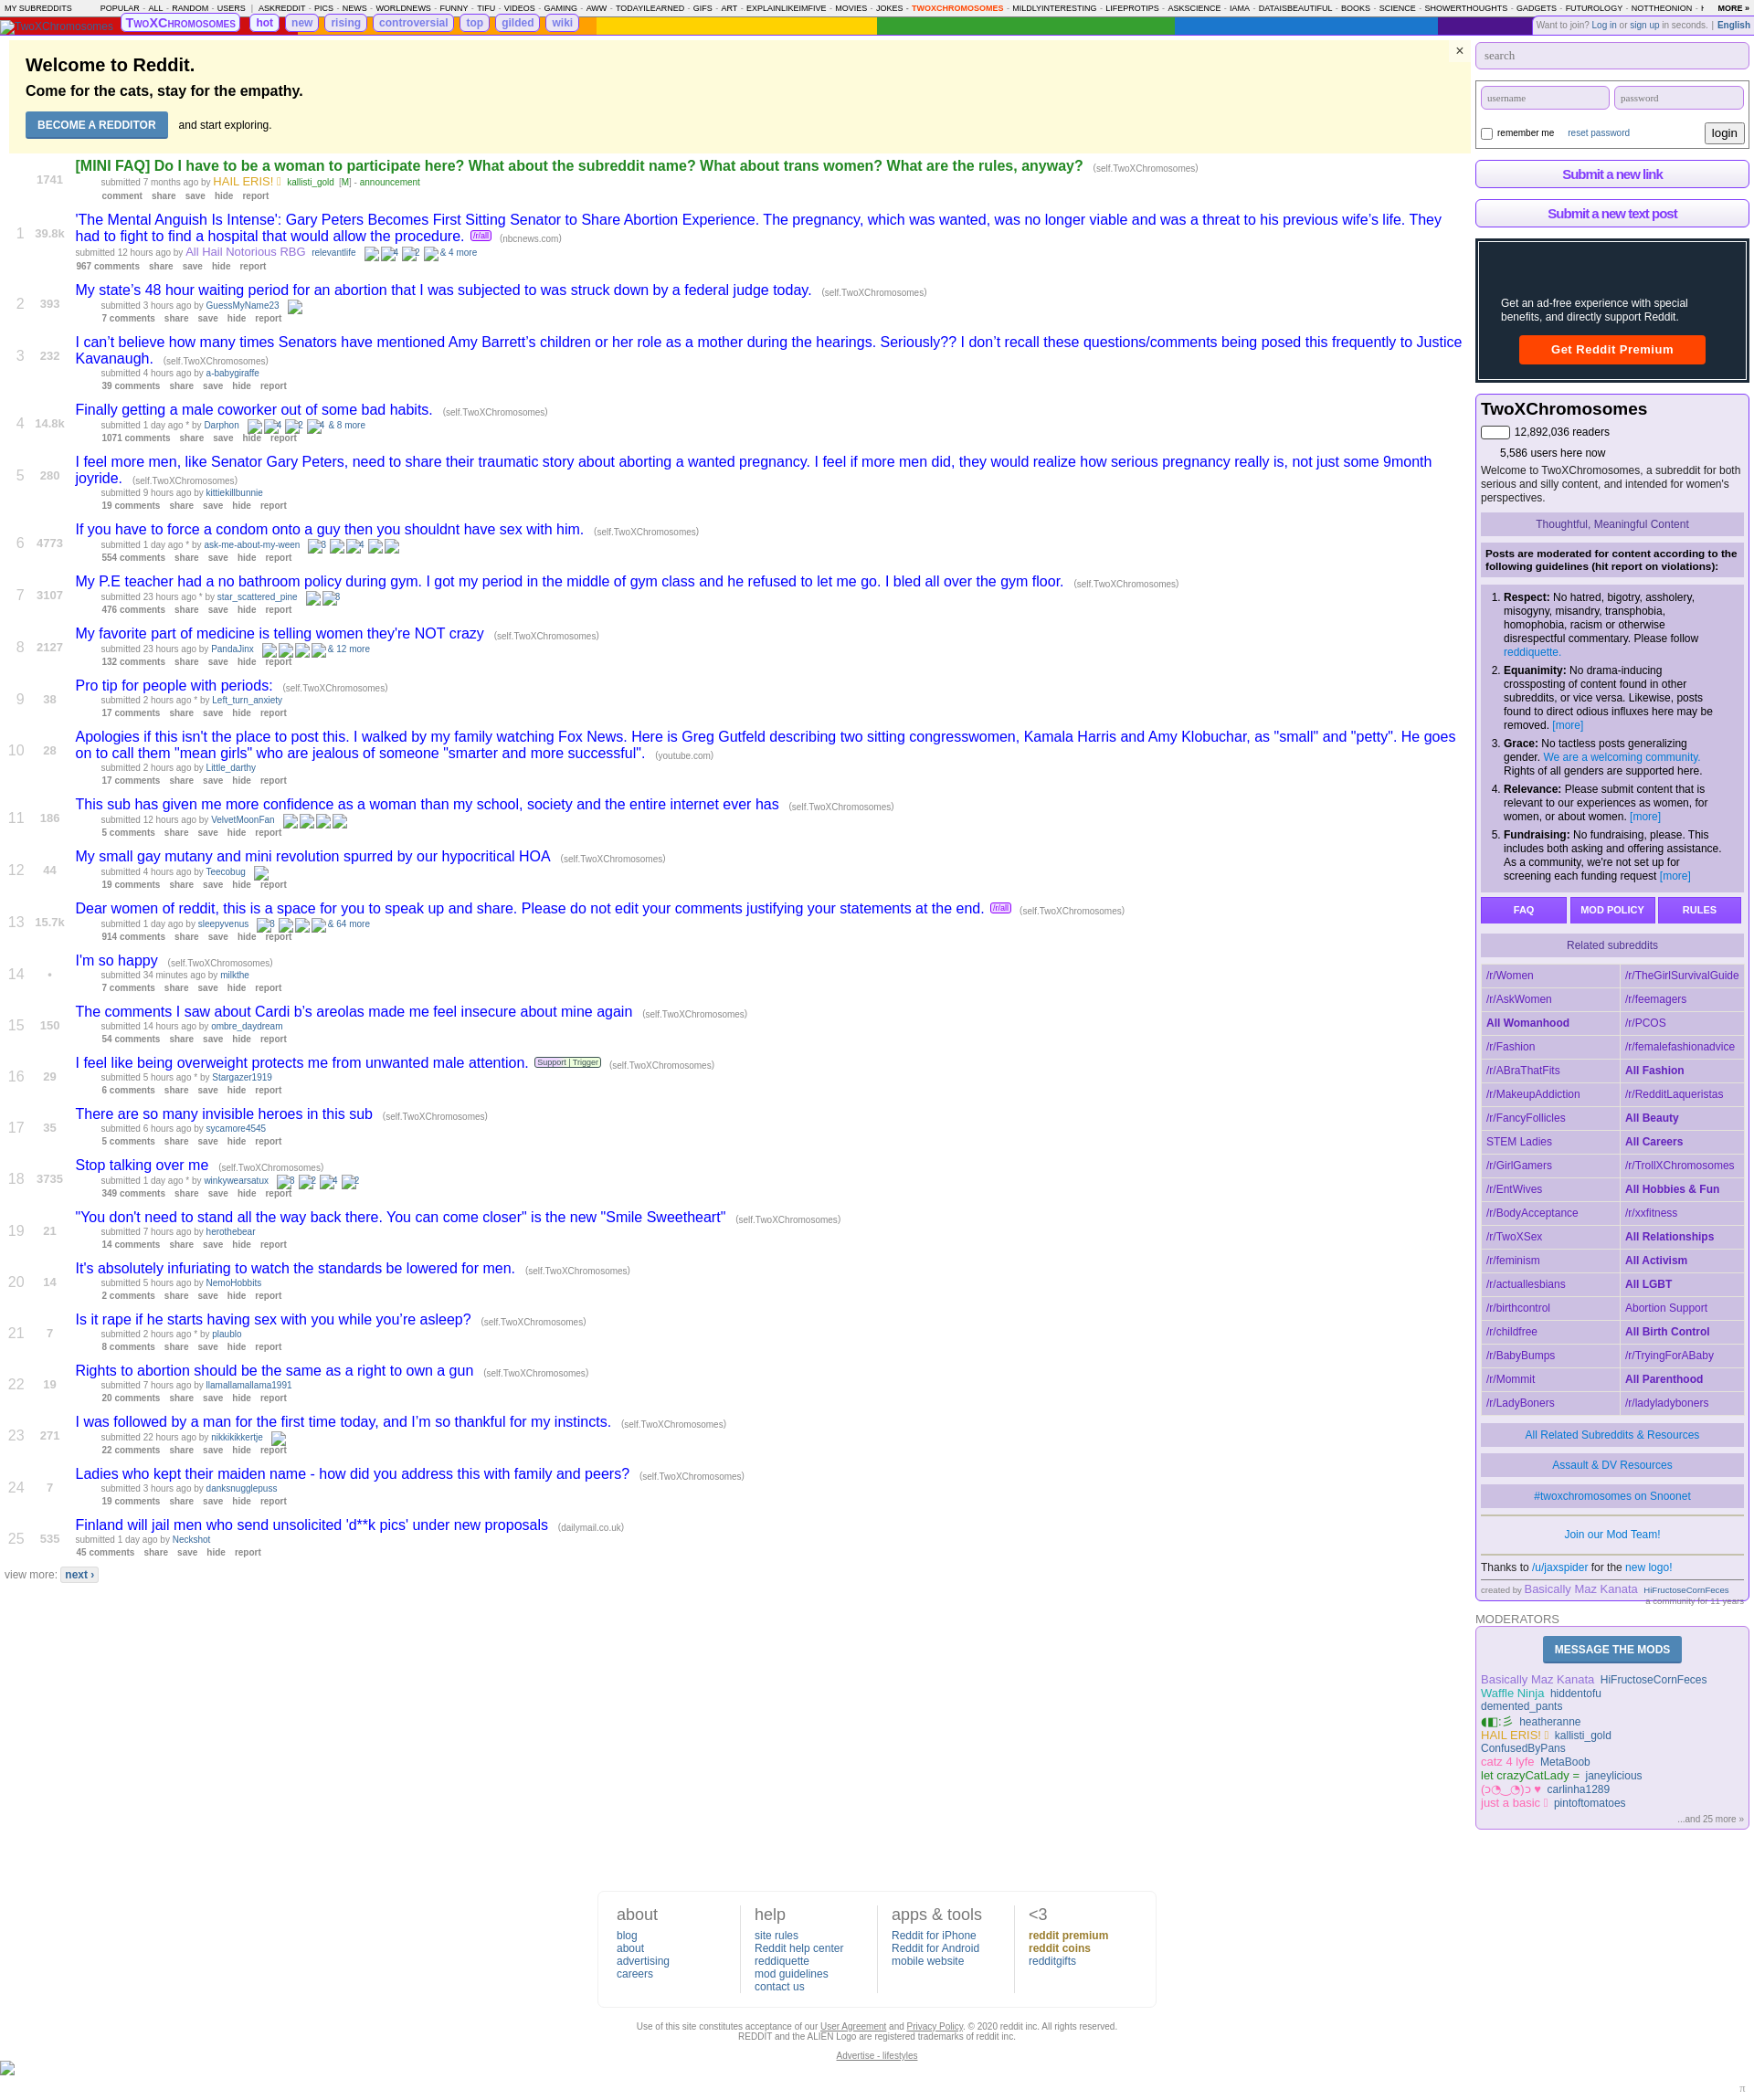 MY SUBREDDITS POPULAR - ALL - RANDOM - USERS | ASKREDDIT - PICS - NEWS - WORLDNEWS - FUNNY - TIFU - VIDEOS - GAMING - AWW - TODAYILEARNED - GIFS - ART - EXPLAINLIKEIMFIVE - MOVIES - JOKES - TWOXCHROMOSOMES - MILDLYINTERESTING - LIFEPROTIPS - ASKSCIENCE - IAMA - DATAISBEAUTIFUL - BOOKS - SCIENCE - SHOWERTHOUGHTS - GADGETS - FUTUROLOGY - NOTTHEONION - MORE »
TwoXChromosomes TwoXChromosomes hot new rising controversial top gilded wiki
Want to join? Log in or sign up in seconds. | English
Welcome to Reddit.
Come for the cats, stay for the empathy.
BECOME A REDDITOR and start exploring.
×
1741
[MINI FAQ] Do I have to be a woman to participate here? What about the subreddit name? What about trans women? What are the rules, anyway? (self.TwoXChromosomes)
submitted 7 months ago by HAIL ERIS! kallisti_gold [M] - announcement
comment share save hide report
1 39.8k
'The Mental Anguish Is Intense': Gary Peters Becomes First Sitting Senator to Share Abortion Experience. The pregnancy, which was wanted, was no longer viable and was a threat to his previous wife’s life. They
had to fight to find a hospital that would allow the procedure. /r/all (nbcnews.com)
submitted 12 hours ago by All Hail Notorious RBG relevantlife 4 2 & 4 more
967 comments share save hide report
2 393
My state’s 48 hour waiting period for an abortion that I was subjected to was struck down by a federal judge today. (self.TwoXChromosomes)
submitted 3 hours ago by GuessMyName23
7 comments share save hide report
3 232
I can’t believe how many times Senators have mentioned Amy Barrett’s children or her role as a mother during the hearings. Seriously?? I don’t recall these questions/comments being posed this frequently to Justice
Kavanaugh. (self.TwoXChromosomes)
submitted 4 hours ago by a-babygiraffe
39 comments share save hide report
4 14.8k
Finally getting a male coworker out of some bad habits. (self.TwoXChromosomes)
submitted 1 day ago * by Darphon 4 2 4 & 8 more
1071 comments share save hide report
5 280
I feel more men, like Senator Gary Peters, need to share their traumatic story about aborting a wanted pregnancy. I feel if more men did, they would realize how serious pregnancy really is, not just some 9month
joyride. (self.TwoXChromosomes)
submitted 9 hours ago by kittiekillbunnie
19 comments share save hide report
6 4773
If you have to force a condom onto a guy then you shouldnt have sex with him. (self.TwoXChromosomes)
submitted 1 day ago * by ask-me-about-my-ween 3 4
554 comments share save hide report
7 3107
My P.E teacher had a no bathroom policy during gym. I got my period in the middle of gym class and he refused to let me go. I bled all over the gym floor. (self.TwoXChromosomes)
submitted 23 hours ago * by star_scattered_pine 3
476 comments share save hide report
8 2127
My favorite part of medicine is telling women they're NOT crazy (self.TwoXChromosomes)
submitted 23 hours ago by PandaJinx & 12 more
132 comments share save hide report
9 38
Pro tip for people with periods: (self.TwoXChromosomes)
submitted 2 hours ago * by Left_turn_anxiety
17 comments share save hide report
10 28
Apologies if this isn't the place to post this. I walked by my family watching Fox News. Here is Greg Gutfeld describing two sitting congresswomen, Kamala Harris and Amy Klobuchar, as "small" and "petty". He goes
on to call them "mean girls" who are jealous of someone "smarter and more successful". (youtube.com)
submitted 2 hours ago by Little_darthy
17 comments share save hide report
11 186
This sub has given me more confidence as a woman than my school, society and the entire internet ever has (self.TwoXChromosomes)
submitted 12 hours ago by VelvetMoonFan
5 comments share save hide report
12 44
My small gay mutany and mini revolution spurred by our hypocritical HOA (self.TwoXChromosomes)
submitted 4 hours ago by Teecobug
19 comments share save hide report
13 15.7k
Dear women of reddit, this is a space for you to speak up and share. Please do not edit your comments justifying your statements at the end. /r/all (self.TwoXChromosomes)
submitted 1 day ago by sleepyvenus 3 & 64 more
914 comments share save hide report
14 •
I'm so happy (self.TwoXChromosomes)
submitted 34 minutes ago by milkthe
7 comments share save hide report
15 150
The comments I saw about Cardi b’s areolas made me feel insecure about mine again (self.TwoXChromosomes)
submitted 14 hours ago by ombre_daydream
54 comments share save hide report
16 29
I feel like being overweight protects me from unwanted male attention. Support | Trigger (self.TwoXChromosomes)
submitted 5 hours ago * by Stargazer1919
6 comments share save hide report
17 35
There are so many invisible heroes in this sub (self.TwoXChromosomes)
submitted 6 hours ago by sycamore4545
5 comments share save hide report
18 3735
Stop talking over me (self.TwoXChromosomes)
submitted 1 day ago * by winkywearsatux 3 2 4 2
349 comments share save hide report
19 21
"You don't need to stand all the way back there. You can come closer" is the new "Smile Sweetheart" (self.TwoXChromosomes)
submitted 7 hours ago by herothebear
14 comments share save hide report
20 14
It's absolutely infuriating to watch the standards be lowered for men. (self.TwoXChromosomes)
submitted 5 hours ago by NemoHobbits
2 comments share save hide report
21 7
Is it rape if he starts having sex with you while you’re asleep? (self.TwoXChromosomes)
submitted 2 hours ago * by plaublo
8 comments share save hide report
22 19
Rights to abortion should be the same as a right to own a gun (self.TwoXChromosomes)
submitted 7 hours ago by llamallamallama1991
20 comments share save hide report
23 271
I was followed by a man for the first time today, and I’m so thankful for my instincts. (self.TwoXChromosomes)
submitted 22 hours ago by nikkikikkertje
22 comments share save hide report
24 7
Ladies who kept their maiden name - how did you address this with family and peers? (self.TwoXChromosomes)
submitted 3 hours ago by danksnugglepuss
19 comments share save hide report
25 535
Finland will jail men who send unsolicited 'd**k pics' under new proposals (dailymail.co.uk)
submitted 1 day ago by Neckshot
45 comments share save hide report
view more: next ›
search
username password
remember me reset password login
Submit a new link
Submit a new text post
Get an ad-free experience with special
benefits, and directly support Reddit.
Get Reddit Premium
TwoXChromosomes
12,892,036 readers
5,586 users here now
Welcome to TwoXChromosomes, a subreddit for both
serious and silly content, and intended for women's
perspectives.
Thoughtful, Meaningful Content
Posts are moderated for content according to the
following guidelines (hit report on violations):
1. Respect: No hatred, bigotry, assholery,
misogyny, misandry, transphobia,
homophobia, racism or otherwise
disrespectful commentary. Please follow
reddiquette.
2. Equanimity: No drama-inducing
crossposting of content found in other
subreddits, or vice versa. Likewise, posts
found to direct odious influxes here may be
removed. [more]
3. Grace: No tactless posts generalizing
gender. We are a welcoming community.
Rights of all genders are supported here.
4. Relevance: Please submit content that is
relevant to our experiences as women, for
women, or about women. [more]
5. Fundraising: No fundraising, please. This
includes both asking and offering assistance.
As a community, we're not set up for
screening each funding request [more]
FAQ MOD POLICY RULES
Related subreddits
/r/Women /r/TheGirlSurvivalGuide
/r/AskWomen /r/feemagers
All Womanhood /r/PCOS
/r/Fashion /r/femalefashionadvice
/r/ABraThatFits All Fashion
/r/MakeupAddiction /r/RedditLaqueristas
/r/FancyFollicles All Beauty
STEM Ladies All Careers
/r/GirlGamers /r/TrollXChromosomes
/r/EntWives All Hobbies & Fun
/r/BodyAcceptance /r/xxfitness
/r/TwoXSex All Relationships
/r/feminism All Activism
/r/actuallesbians All LGBT
/r/birthcontrol Abortion Support
/r/childfree All Birth Control
/r/BabyBumps /r/TryingForABaby
/r/Mommit All Parenthood
/r/LadyBoners /r/ladyladyboners
All Related Subreddits & Resources
Assault & DV Resources
#twoxchromosomes on Snoonet
Join our Mod Team!
Thanks to /u/jaxspider for the new logo!
created by Basically Maz Kanata HiFructoseCornFeces
a community for 11 years
MODERATORS
MESSAGE THE MODS
Basically Maz Kanata HiFructoseCornFeces
Waffle Ninja hiddentofu
demented_pants
◖◧:彡 heatheranne
HAIL ERIS! kallisti_gold
ConfusedByPans
catz 4 lyfe MetaBoob
let crazyCatLady = janeylicious
(ɔ◔‿◔)ɔ ♥ carlinha1289
just a basic pintoftomatoes
...and 25 more »
about help apps & tools <3
blog site rules Reddit for iPhone reddit premium
about Reddit help center Reddit for Android reddit coins
advertising reddiquette mobile website redditgifts
careers mod guidelines
contact us
Use of this site constitutes acceptance of our User Agreement and Privacy Policy. © 2020 reddit inc. All rights reserved.
REDDIT and the ALIEN Logo are registered trademarks of reddit inc.
Advertise - lifestyles
π